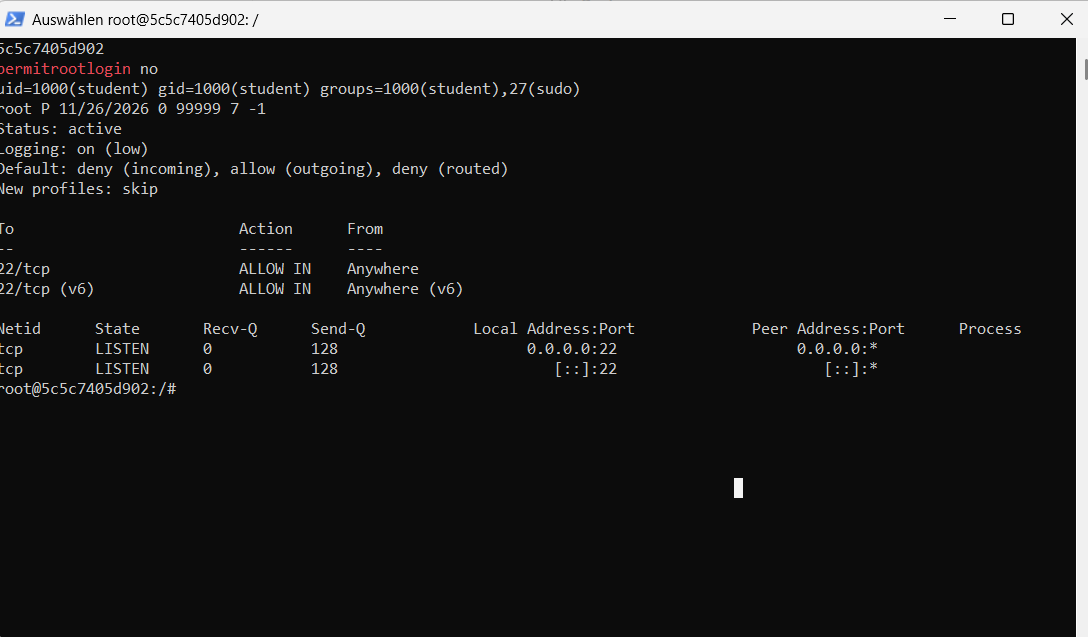 Auswählen root@5c5c7405d902: /
5c5c7405d902
permitrootlogin no
uid=1000(student) gid=1000(student) groups=1000(student),27(sudo)
root P 11/26/2026 0 99999 7 -1
Status: active
Logging: on (low)
Default: deny (incoming), allow (outgoing), deny (routed)
New profiles: skip
To Action From
-- ------ ----
22/tcp ALLOW IN Anywhere
22/tcp (v6) ALLOW IN Anywhere (v6)
Netid State Recv-Q Send-Q Local Address:Port Peer Address:Port Process
tcp LISTEN 0 128 0.0.0.0:22 0.0.0.0:*
tcp LISTEN 0 128 [::]:22 [::]:*
root@5c5c7405d902:/#